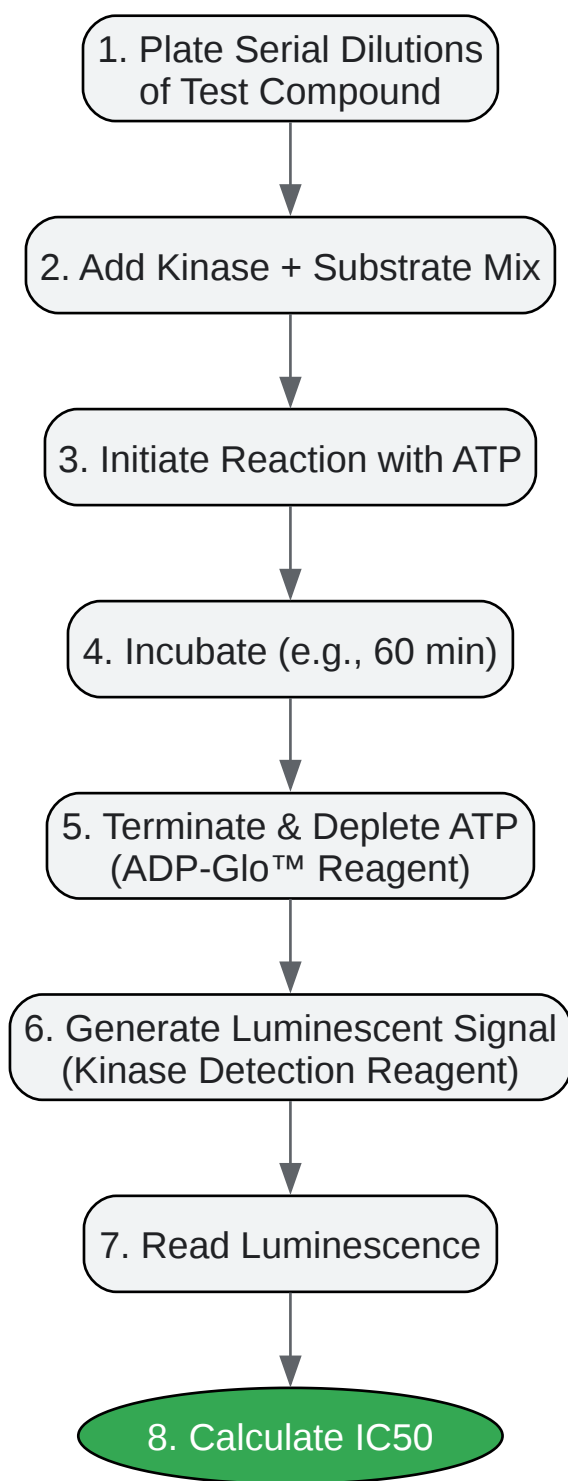 1. Plate Serial Dilutions
of Test Compound
2. Add Kinase + Substrate Mix
3. Initiate Reaction with ATP
4. Incubate (e.g., 60 min)
5. Terminate & Deplete ATP
(ADP-Glo™ Reagent)
6. Generate Luminescent Signal
(Kinase Detection Reagent)
7. Read Luminescence
8. Calculate IC50